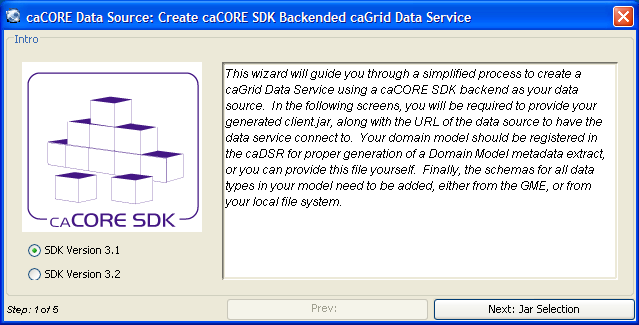 caCORE Data Source: Create caCORE SDK Backended caGrid Data Service
Intro
This wizard will guide you through a simplified process to create a
caGrid Data Service using a caCORE SDK backend as your data
source. In the following screens, you will be required to provide your
generated client.jar, along with the URL of the data source to have the
data service connect to. Your domain model should be registered in
the caDSR for proper generation of a Domain Model metadata extract,
or you can provide this file yourself. Finally, the schemas for all data
types in your model need to be added, either from the GME, or from
your local file system.
caCORE SDK
SDK Version 3.1
SDK Version 3.2
Step: 1 of 5
Prev:
Next: Jar Selection